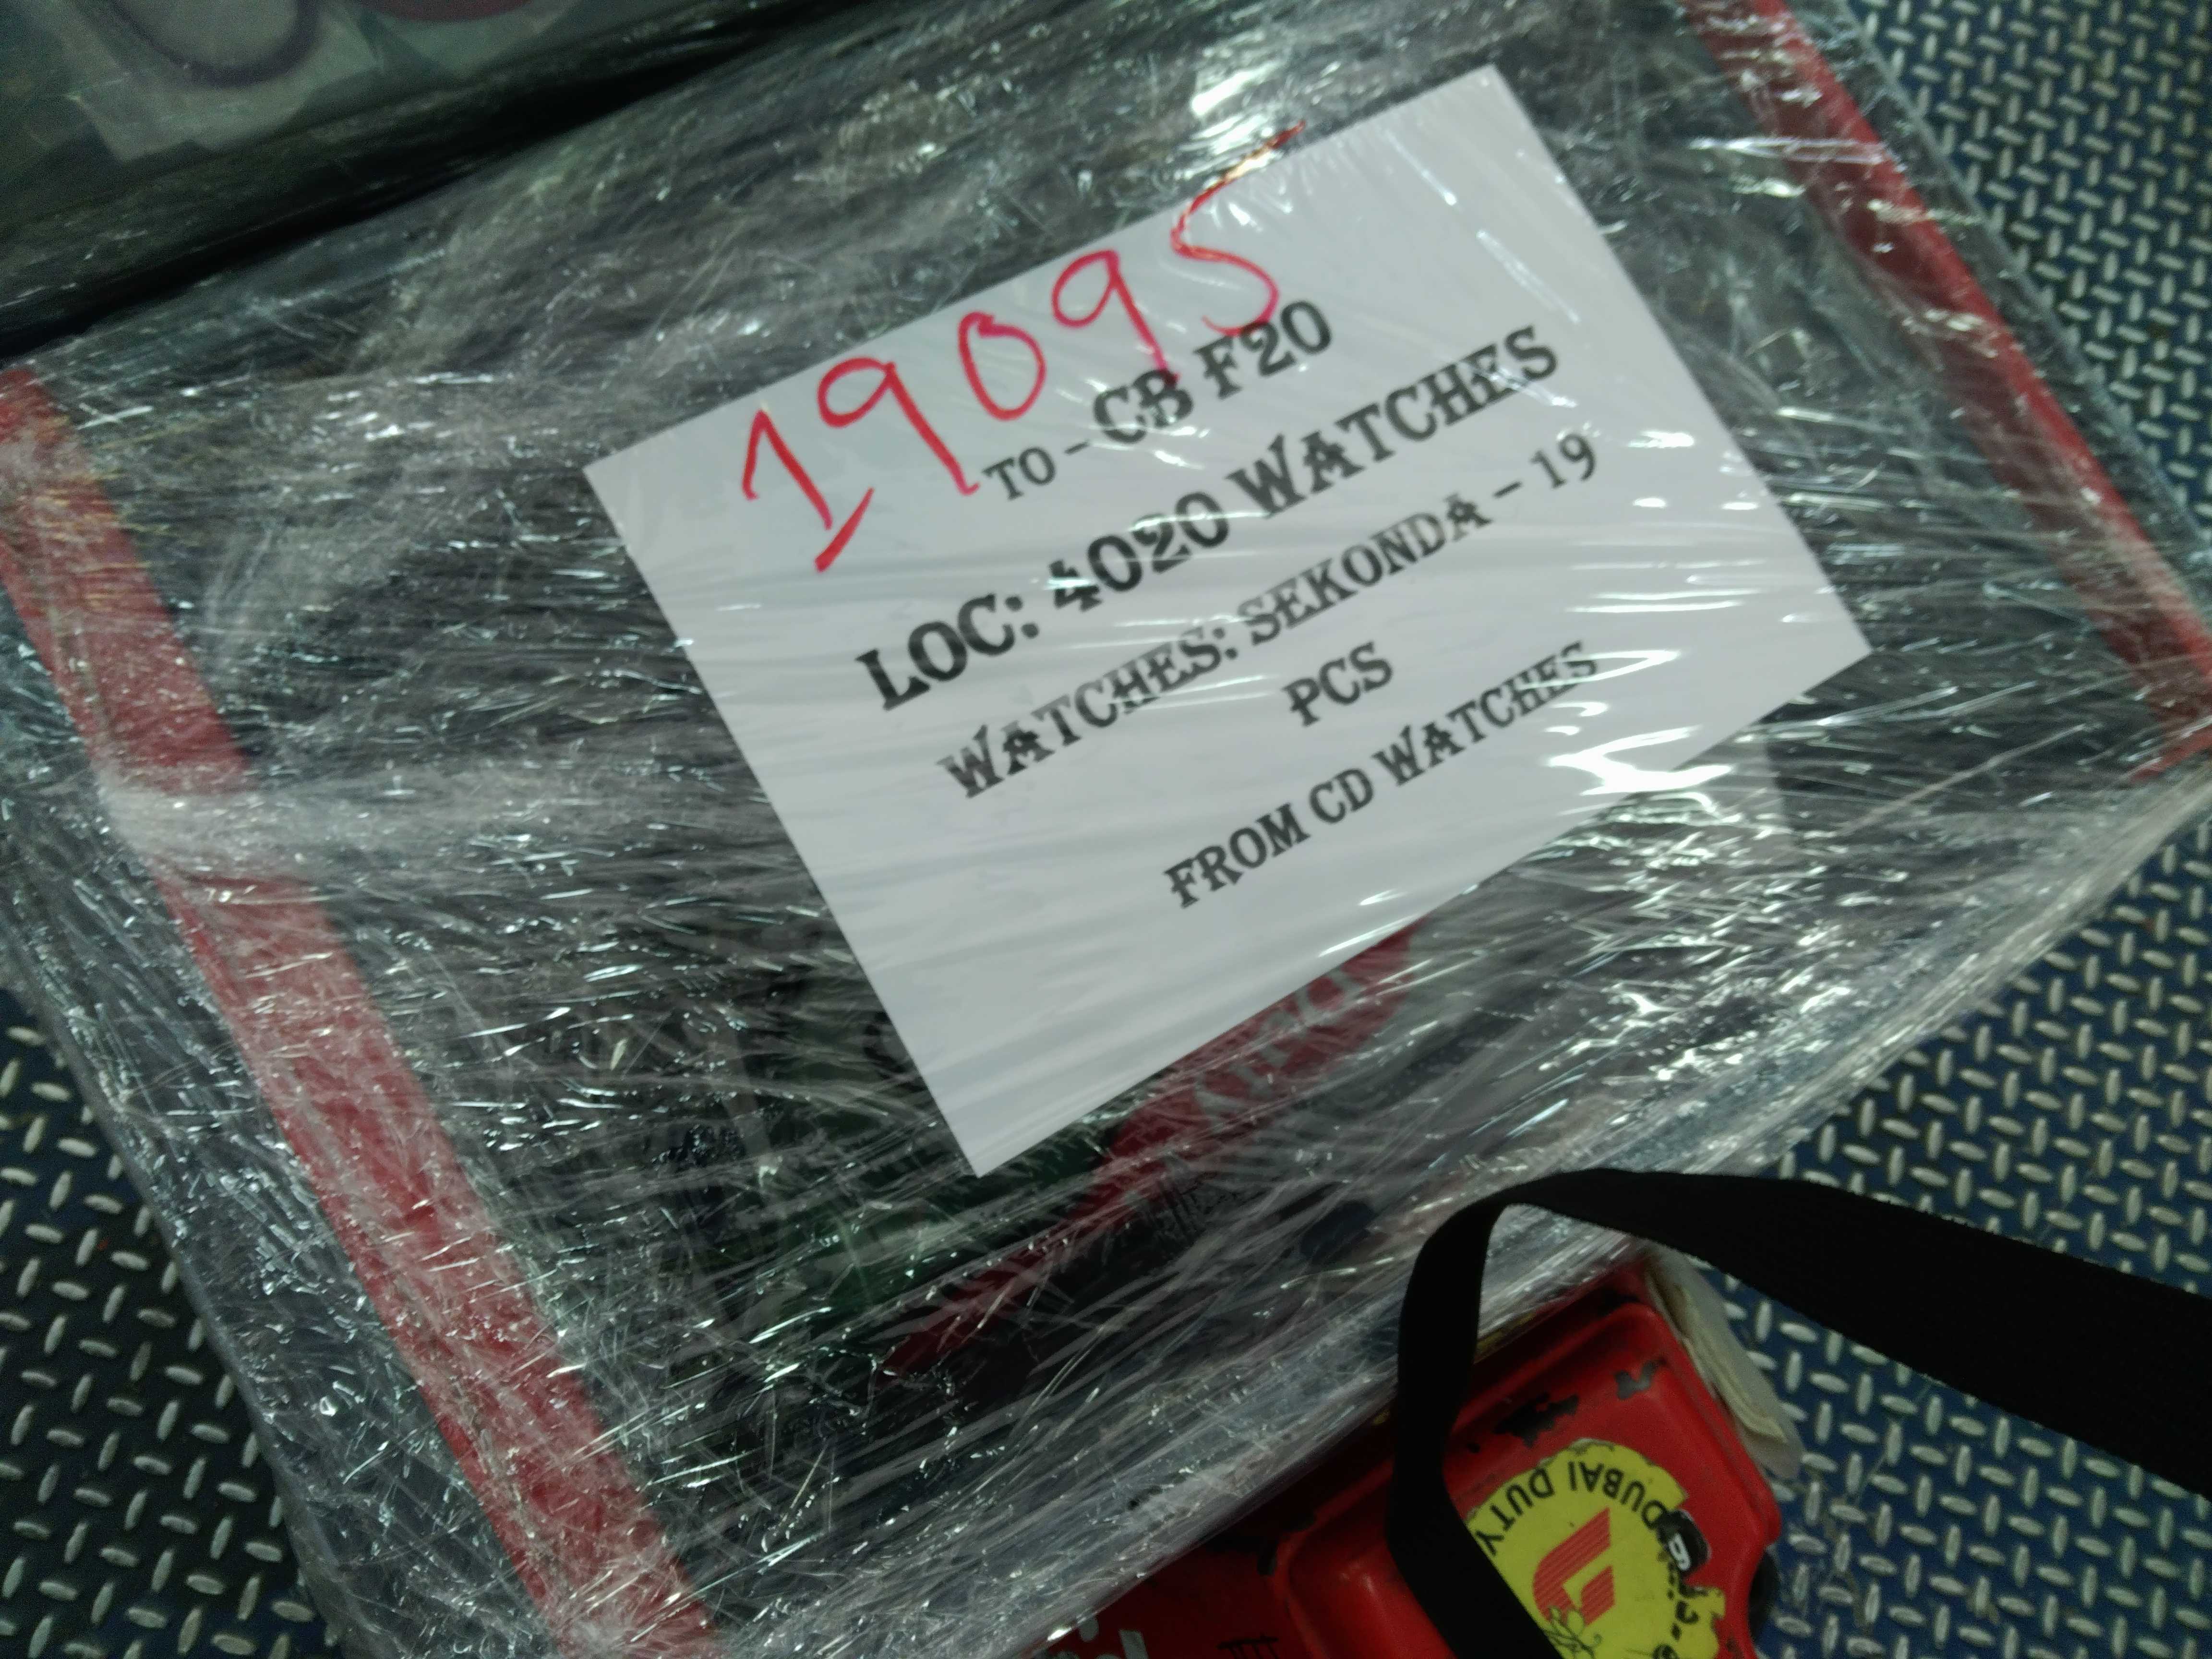 19095
TO - CB F20
LOC: 4020 WATCHES
WATCHES: SEKONDA - 19
PCS
FROM CD WATCHES
DUBAI DUTY